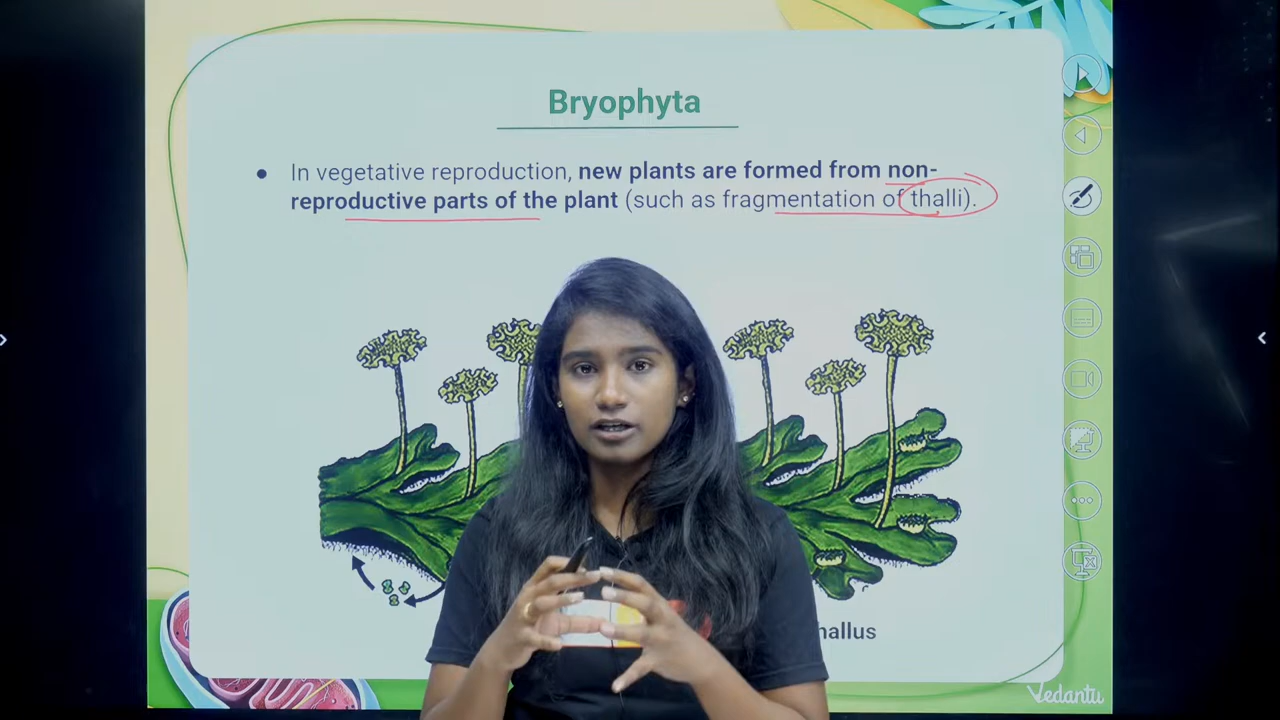 Bryophyta
• In vegetative reproduction, new plants are formed from non-
reproductive parts of the plant (such as fragmentation of thalli).
hallus
Vedantu